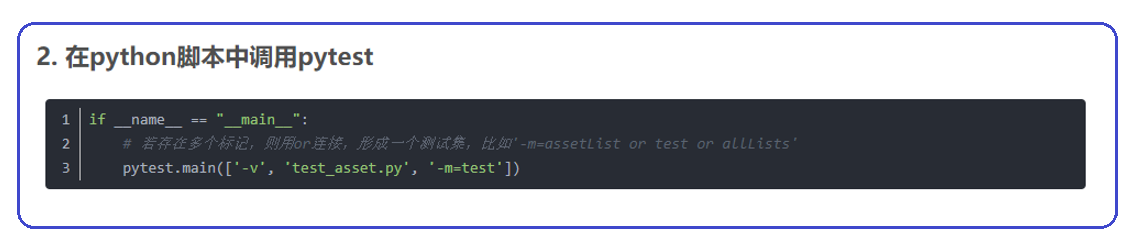 2. 在python脚本中调用pytest
1 if __name__ == "__main__":
2 # 若存在多个标记，则用or连接，形成一个测试集，比如'-m=assetList or test or allLists'
3 pytest.main(['-v', 'test_asset.py', '-m=test'])